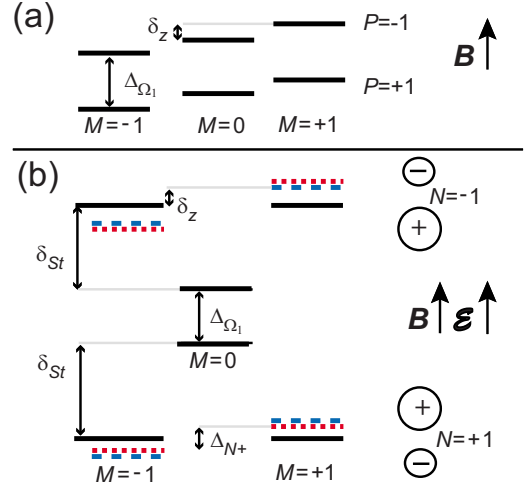 (a)
δz
P=-1
B
ΔΩ1
P=+1
M=-1
M=0
M=+1
(b)
−
N=-1
δz
+
δSt
ΔΩ1
B ℰ
M=0
δSt
+
ΔN+
N=+1
−
M=-1
M=+1